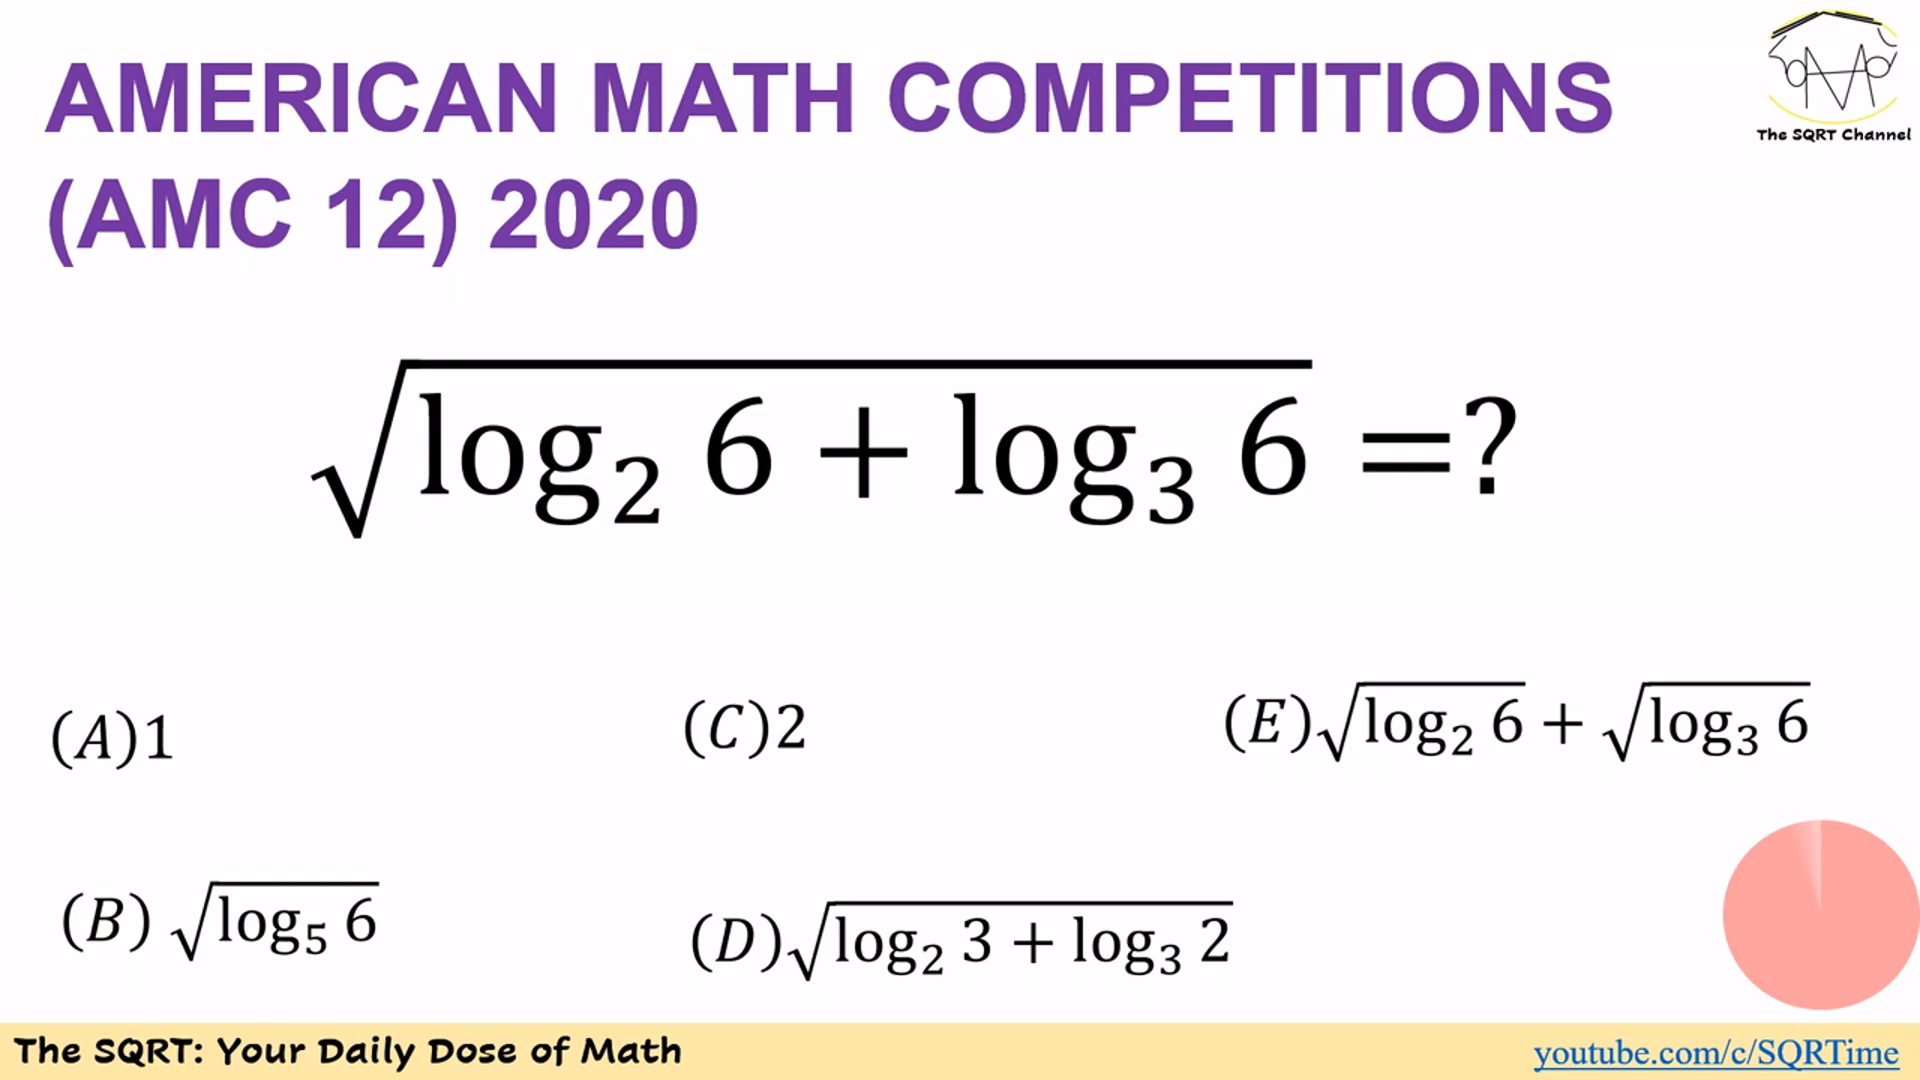 AMERICAN MATH COMPETITIONS
(AMC 12) 2020
The SQRT Channel
√(log₂ 6 + log₃ 6) =?
(A)1
(C)2
(E)√(log₂ 6) + √(log₃ 6)
(B) √(log₅ 6)
(D)√(log₂ 3 + log₃ 2)
The SQRT: Your Daily Dose of Math
youtube.com/c/SQRTime